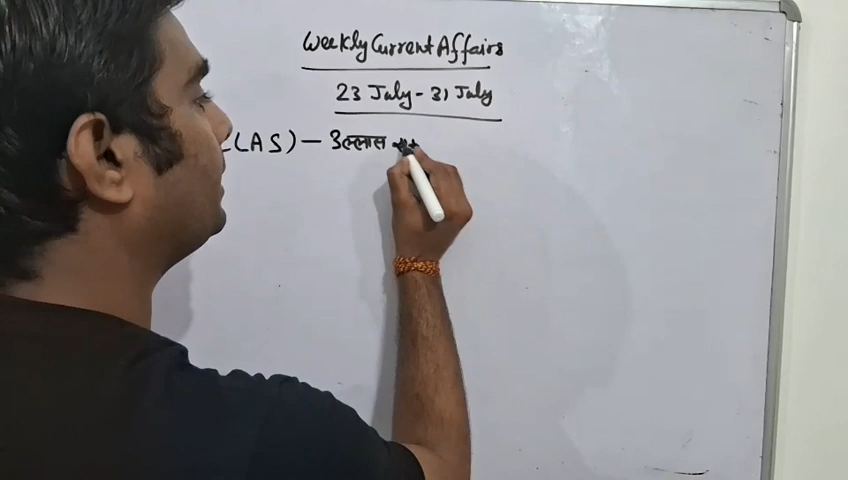 Weekly Current Affairs
23 July - 31 July
LAS) - उल्लास